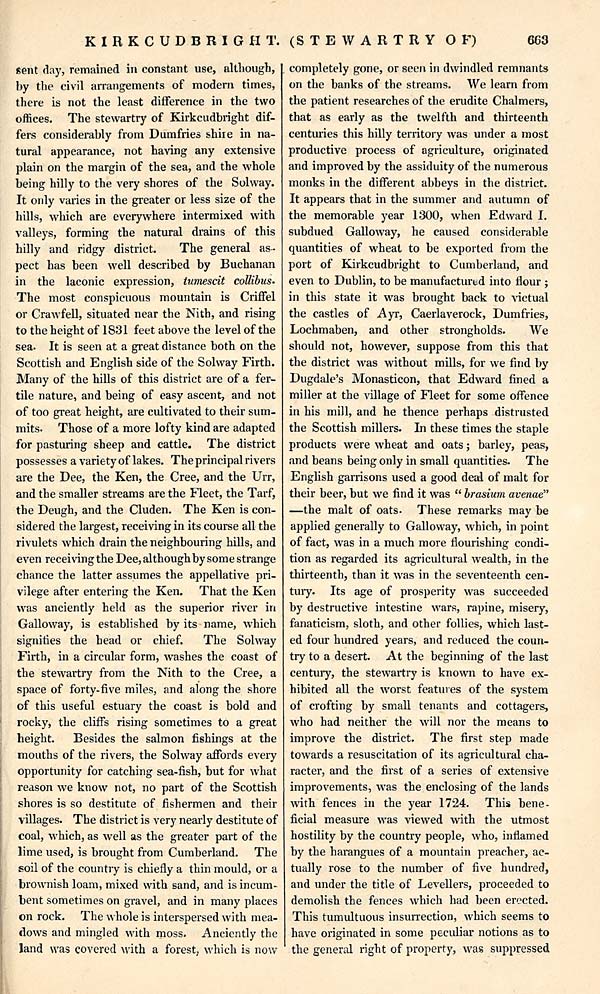 KIRKCUDBRIGHT. (STEWARTRY OF) 663
sent day, remained in constant use, although,
by the civil arrangements of modern times,
there is not the least difference in the two
offices. The stewartry of Kirkcudbright dif-
fers considerably from Dumfries shire in na-
tural appearance, not having any extensive
plain on the margin of the sea, and the whole
being hilly to the very shores of the Solway.
It only varies in the greater or less size of the
hills, which are everywhere intermixed with
valleys, forming the natural drains of this
hilly and ridgy district. The general as-
pect has been well described by Buchanan
in the laconic expression, tumescit collibus.
The most conspicuous mountain is Criffel
or Crawfell, situated near the Nith, and rising
to the height of 1831 feet above the level of the
sea. It is seen at a great distance both on the
Scottish and English side of the Solway Firth.
Many of the hills of this district are of a fer-
tile nature, and being of easy ascent, and not
of too great height, are cultivated to their sum-
mits. Those of a more lofty kind are adapted
for pasturing sheep and cattle. The district
possesses a variety of lakes. The principal rivers
are the Dee, the Ken, the Cree, and the Urr,
and the smaller streams are the Fleet, the Tarf,
the Deugh, and the Cluden. The Ken is con-
sidered the largest, receiving in its course all the
rivulets which drain the neighbouring hills, and
even receiving the Dee, although by some strange
chance the latter assumes the appellative pri-
vilege after entering the Ken. That the Ken
was anciently held as the superior river in
Galloway, is established by its name, which
signifies the head or chief. The Solway
Firth, in a circular form, washes the coast of
the stewartry from the Nith to the Cree, a
space of forty-five miles, and along the shore
of this useful estuary the coast is bold and
rocky, the cliffs rising sometimes to a great
height. Besides the salmon fishings at the
mouths of the rivers, the Solway affords every
opportunity for catching sea-fish, but for what
reason we know not, no part of the Scottish
shores is so destitute of fishermen and their
villages. The district is very nearly destitute of
coal, which, as well as the greater part of the
lime used, is brought from Cumberland. The
soil of the country is chiefly a thin mould, or a
brownish loam, mixed with sand, and is incum-
bent sometimes on gravel, and in many places
on rock. The whole is interspersed with mea-
dows and mingled with moss. Anciently the
land was covered with a forest, which is now
completely gone, or seen in dwindled remnants
on the banks of the streams. We learn from
the patient researches of the erudite Chalmers,
that as early as the twelfth and thirteenth
centuries this hilly territory was under a most
productive process of agriculture, originated
and improved by the assiduity of the numerous
monks in the different abbeys in the district.
It appears that in the summer and autumn of
the memorable year 1300, when Edward I.
subdued Galloway, he caused considerable
quantities of wheat to be exported from the
port of Kirkcudbright to Cumberland, and
even to Dublin, to be manufactured into flour ;
in this state it was brought back to victual
the castles of Ayr, Caerlaverock, Dumfries,
Lochmaben, and other strongholds. We
should not, however, suppose from this that
the district was without mills, for we find by
Dugdale's Monasticon, that Edward fined a
miller at the village of Fleet for some offence
in his mill, and he thence perhaps distrusted
the Scottish millers. In these times the staple
products were wheat and oats ; barley, peas,
and beans being only in small quantities. The
English garrisons used a good deal of malt for
their beer, but we find it was "brasium avenae"
—the malt of oats. These remarks may be
applied generally to Galloway, which, in point
of fact, was in a much more flourishing condi-
tion as regarded its agricultural wealth, in the
thirteenth, than it was in the seventeenth cen-
tury. Its age of prosperity was succeeded
by destructive intestine wars, rapine, misery,
fanaticism, sloth, and other follies, which last-
ed four hundred years, and reduced the coun-
try to a desert. At the beginning of the last
century, the stewartry is known to have ex-
hibited all the worst features of the system
of crofting by small tenants and cottagers,
who had neither the will nor the means to
improve the district. The first step made
towards a resuscitation of its agricultural cha-
racter, and the first of a series of extensive
improvements, was the enclosing of the lands
with fences in the year 1724. This bene-
ficial measure was viewed with the utmost
hostility by the country people, who, inflamed
by the harangues of a mountain preacher, ac-
tually rose to the number of five hundred,
and under the title of Levellers, proceeded to
demolish the fences which had been erected.
This tumultuous insurrection, which seems to
have originated in some peculiar notions as to
the general right of property, was suppressed